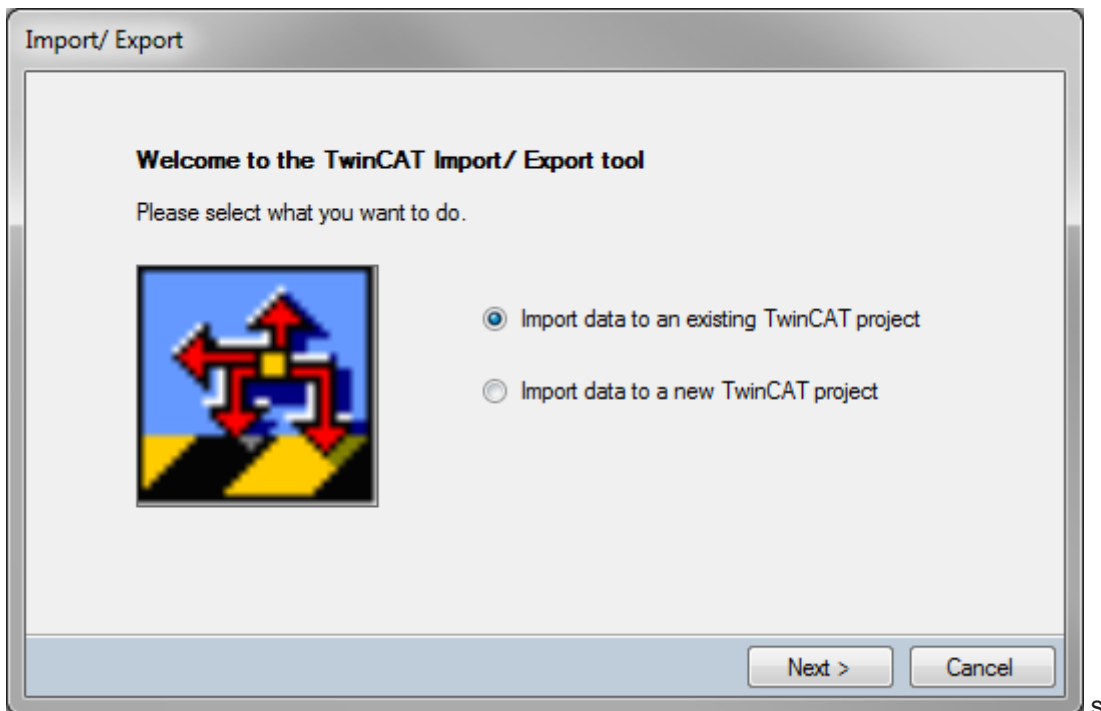 Import/ Export
Welcome to the TwinCAT Import/ Export tool
Please select what you want to do.
Import data to an existing TwinCAT project
Import data to a new TwinCAT project
Next >
Cancel
s